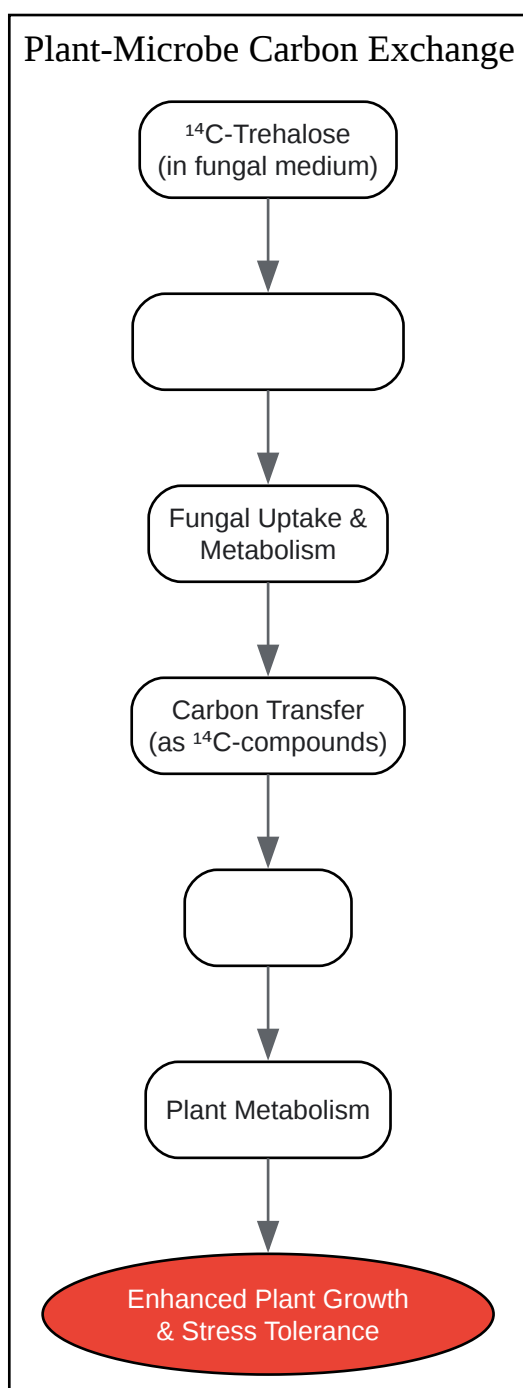 Plant-Microbe Carbon Exchange
¹⁴C-Trehalose
(in fungal medium)
Fungal Uptake &
Metabolism
Carbon Transfer
(as ¹⁴C-compounds)
Plant Metabolism
Enhanced Plant Growth
& Stress Tolerance